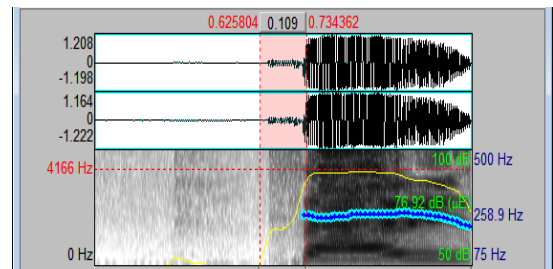 0.625804 0.109 0.734362
1.208
0
-1.198
1.164
0
-1.222
100 dB 500 Hz
4166 Hz
76.92 dB (µE)
258.9 Hz
0 Hz 50 dB 75 Hz